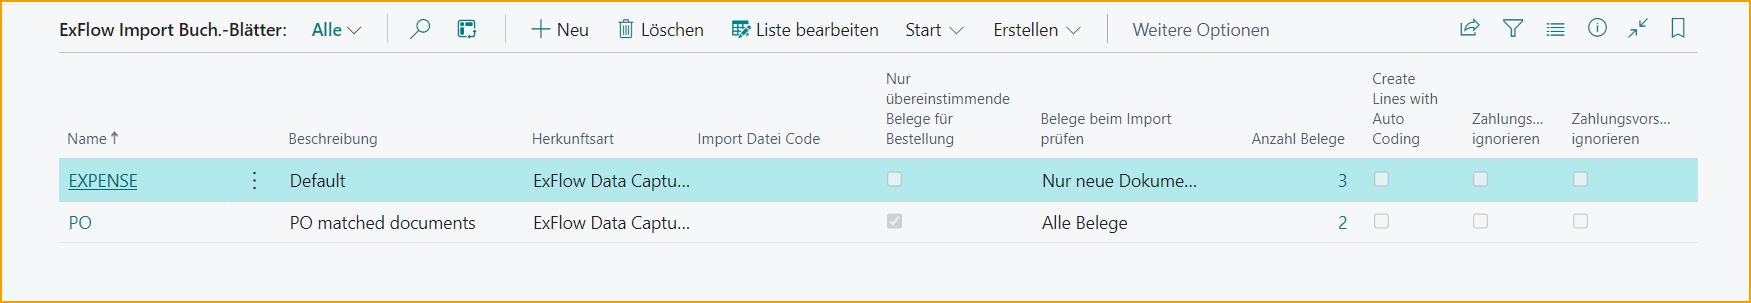 ExFlow Import Buch.-Blätter: Alle Neu Löschen Liste bearbeiten Start Erstellen Weitere Optionen
Name Beschreibung Herkunftsart Import Datei Code Nur übereinstimmende Belege für Bestellung Belege beim Import prüfen Anzahl Belege Create Lines with Auto Coding Zahlungs... ignorieren Zahlungsvors... ignorieren
EXPENSE Default ExFlow Data Captu... Nur neue Dokume... 3
PO PO matched documents ExFlow Data Captu... Alle Belege 2